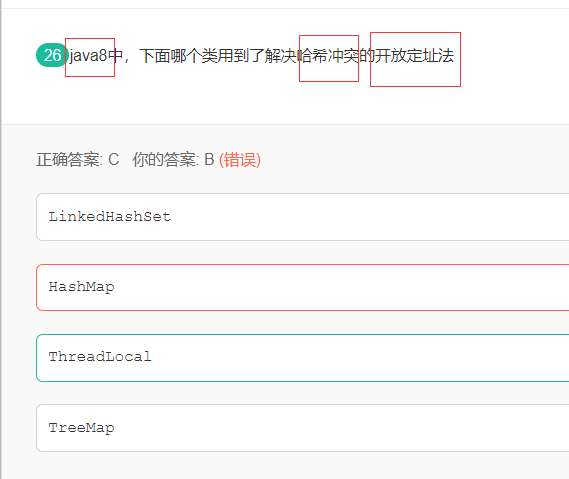 26 java8中，下面哪个类用到了解决哈希冲突的开放定址法
正确答案: C 你的答案: B (错误)
LinkedHashSet
HashMap
ThreadLocal
TreeMap